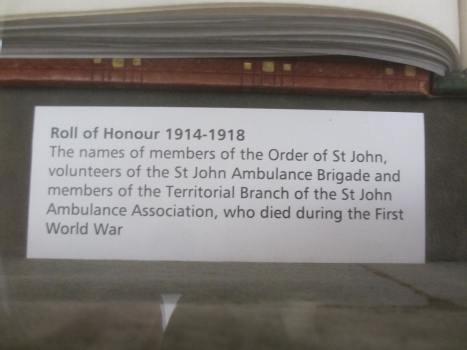 Roll of Honour 1914-1918
The names of members of the Order of St John,
volunteers of the St John Ambulance Brigade and
members of the Territorial Branch of the St John
Ambulance Association, who died during the First
World War